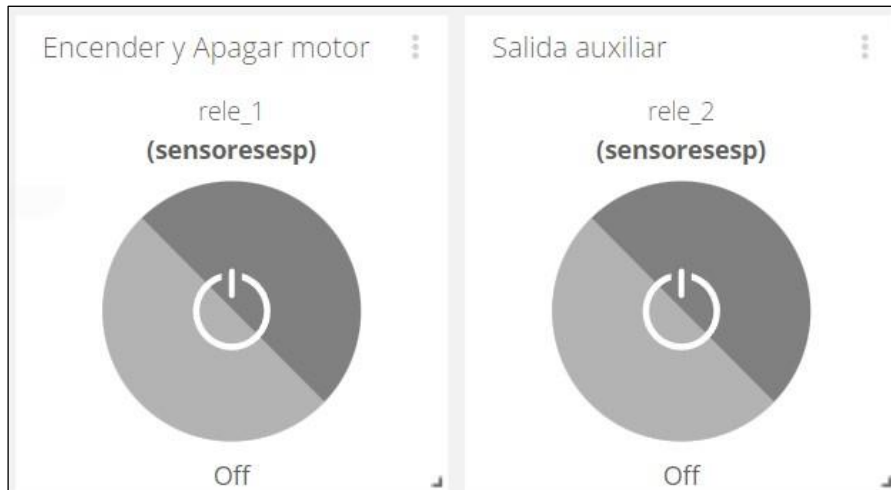 Encender y Apagar motor
rele_1
(sensoresesp)
Off
Salida auxiliar
rele_2
(sensoresesp)
Off